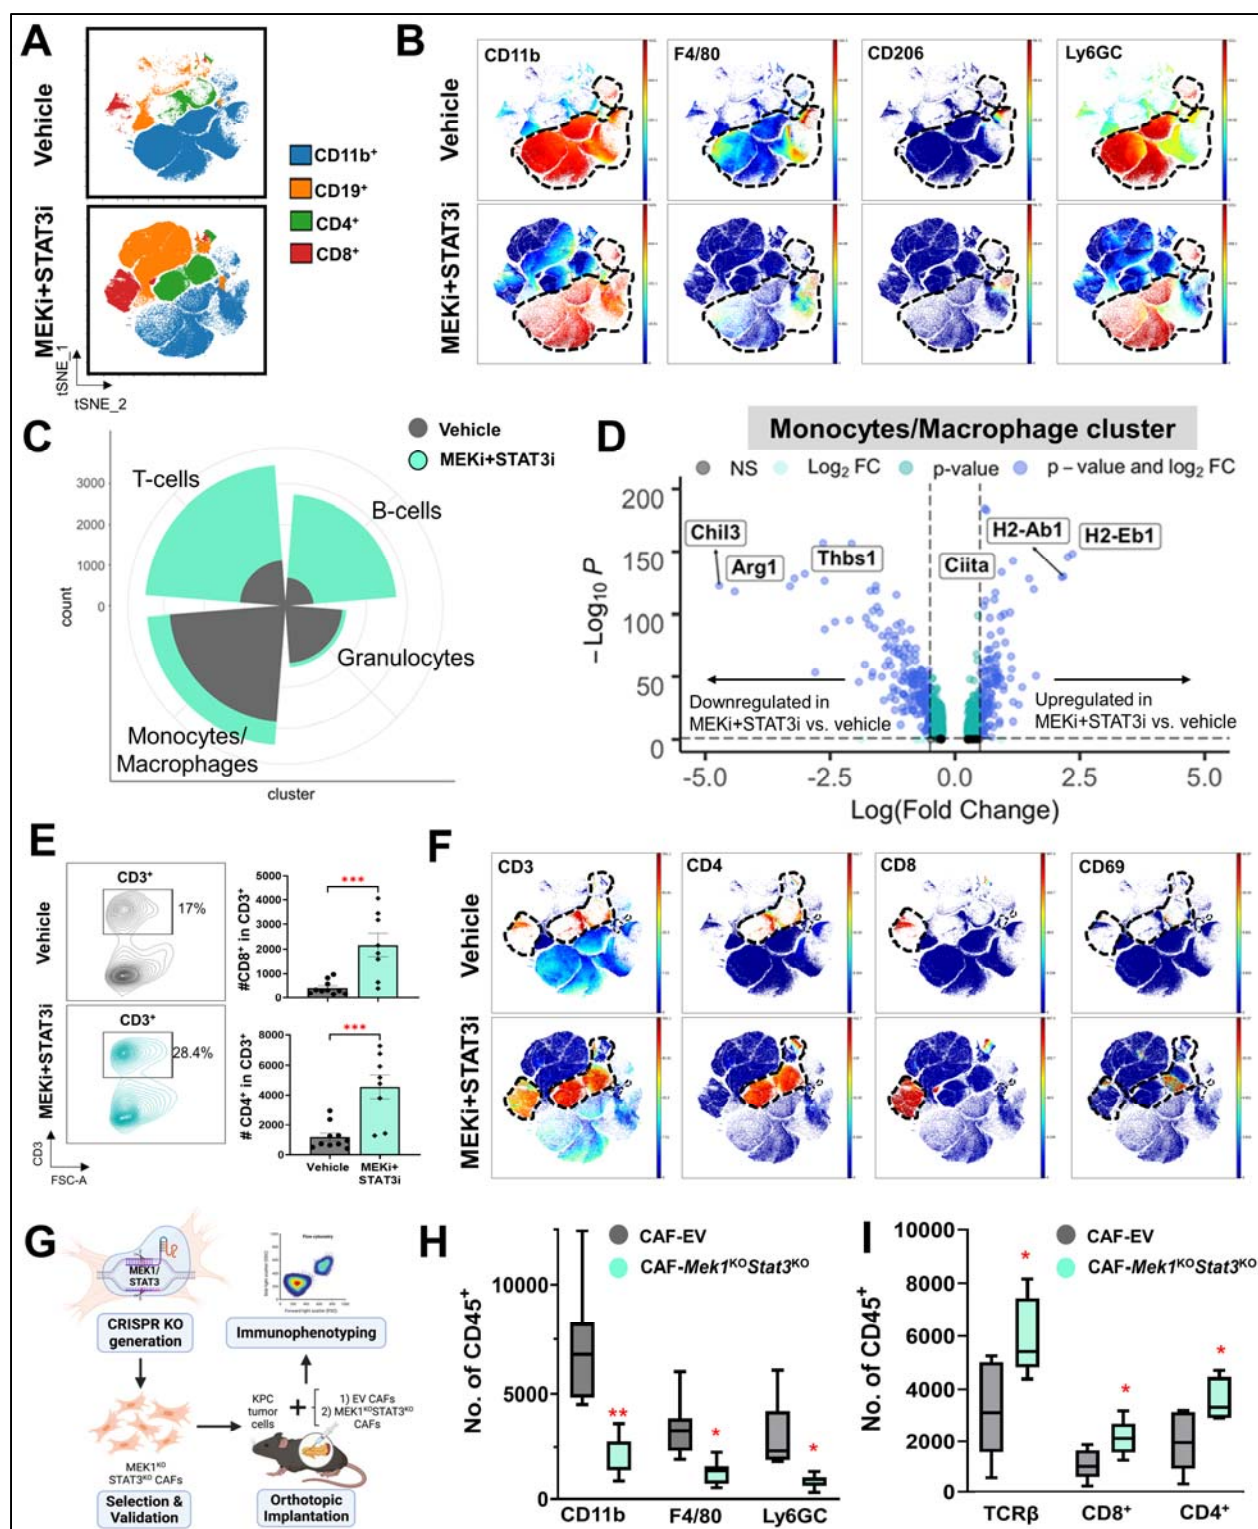 A
Vehicle
MEKi+STAT3i
CD11b⁺
CD19⁺
CD4⁺
CD8⁺
tSNE_1
tSNE_2
B
CD11b
F4/80
CD206
Ly6GC
Vehicle
MEKi+STAT3i
C
Vehicle
MEKi+STAT3i
T-cells
B-cells
Granulocytes
Monocytes/
Macrophages
3000
2000
1000
0
count
cluster
D
Monocytes/Macrophage cluster
NS
Log₂ FC
p-value
p – value and log₂ FC
200
150
100
50
0
– Log₁₀ P
Chil3
Arg1
Thbs1
Ciita
H2-Ab1
H2-Eb1
Downregulated in
MEKi+STAT3i vs. vehicle
Upregulated in
MEKi+STAT3i vs. vehicle
-5.0
-2.5
0.0
2.5
5.0
Log(Fold Change)
E
Vehicle
CD3⁺
17%
MEKi+STAT3i
CD3⁺
28.4%
CD3
FSC-A
#CD8⁺ in CD3⁺
5000
4000
3000
2000
1000
0
***
# CD4⁺ in CD3⁺
8000
6000
4000
2000
0
***
Vehicle
MEKi+
STAT3i
F
CD3
CD4
CD8
CD69
Vehicle
MEKi+STAT3i
G
MEK1/
STAT3
CRISPR KO
generation
Immunophenotyping
MEK1ᴷᴼ
STAT3ᴷᴼ CAFs
Selection &
Validation
KPC
tumor
cells
+
1) EV CAFs
2) MEK1ᴷᴼSTAT3ᴷᴼ
CAFs
Orthotopic
Implantation
H
CAF-EV
CAF-Mek1ᴷᴼStat3ᴷᴼ
No. of CD45⁺
10000
5000
0
**
*
*
CD11b
F4/80
Ly6GC
I
CAF-EV
CAF-Mek1ᴷᴼStat3ᴷᴼ
No. of CD45⁺
10000
8000
6000
4000
2000
0
*
*
*
TCRβ
CD8⁺
CD4⁺